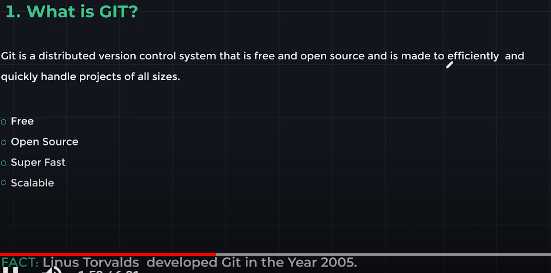 1. What is GIT?
Git is a distributed version control system that is free and open source and is made to efficiently and
quickly handle projects of all sizes.
Free
Open Source
Super Fast
Scalable
FACT: Linus Torvalds developed Git in the Year 2005.